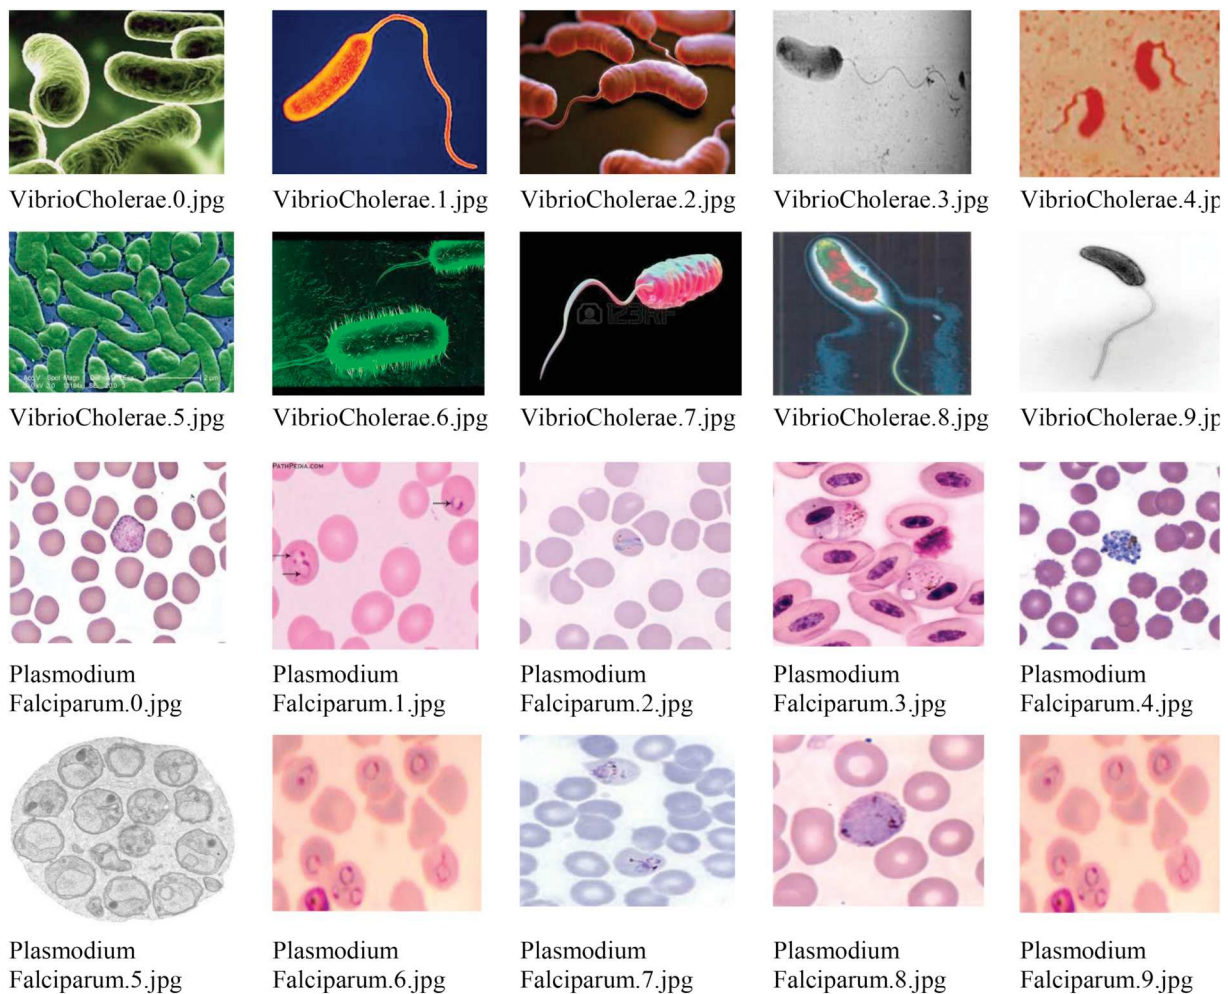 VibrioCholerae.0.jpg
VibrioCholerae.1.jpg
VibrioCholerae.2.jpg
VibrioCholerae.3.jpg
VibrioCholerae.4.jp
123RF
2 µm
VibrioCholerae.5.jpg
VibrioCholerae.6.jpg
VibrioCholerae.7.jpg
VibrioCholerae.8.jpg
VibrioCholerae.9.jp
PATHPEDIA.COM
Plasmodium
Falciparum.0.jpg
Plasmodium
Falciparum.1.jpg
Plasmodium
Falciparum.2.jpg
Plasmodium
Falciparum.3.jpg
Plasmodium
Falciparum.4.jpg
Plasmodium
Falciparum.5.jpg
Plasmodium
Falciparum.6.jpg
Plasmodium
Falciparum.7.jpg
Plasmodium
Falciparum.8.jpg
Plasmodium
Falciparum.9.jpg